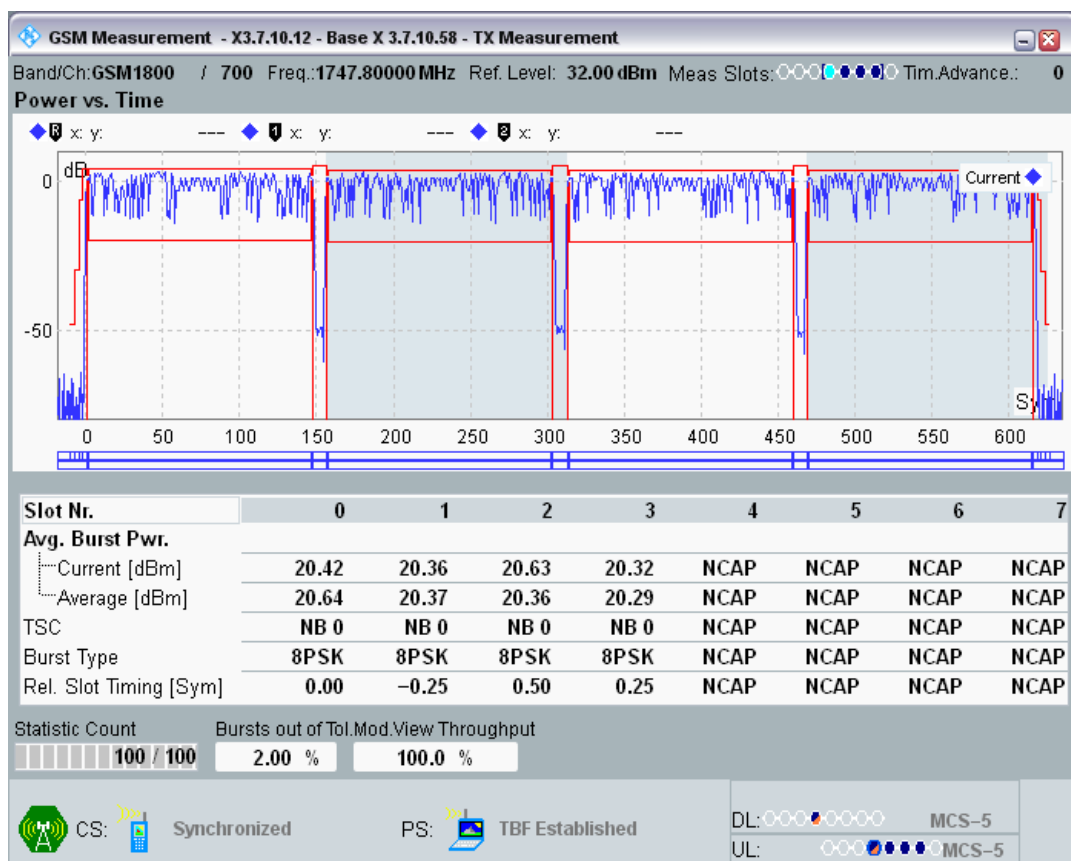 GSM Measurement - X3.7.10.12 - Base X 3.7.10.58 - TX Measurement
Band/Ch:GSM1800 / 700 Freq.:1747.80000 MHz Ref. Level: 32.00 dBm Meas Slots: Tim.Advance.: 0
Power vs. Time
R x: y: --- 1 x: y: --- 2 x: y: ---
dB
Current
0
-50
Sy
0 50 100 150 200 250 300 350 400 450 500 550 600
Slot Nr. 0 1 2 3 4 5 6 7
Avg. Burst Pwr.
Current [dBm] 20.42 20.36 20.63 20.32 NCAP NCAP NCAP NCAP
Average [dBm] 20.64 20.37 20.36 20.29 NCAP NCAP NCAP NCAP
TSC NB 0 NB 0 NB 0 NB 0 NCAP NCAP NCAP NCAP
Burst Type 8PSK 8PSK 8PSK 8PSK NCAP NCAP NCAP NCAP
Rel. Slot Timing [Sym] 0.00 −0.25 0.50 0.25 NCAP NCAP NCAP NCAP
Statistic Count Bursts out of Tol. Mod.View Throughput
100 / 100 2.00 % 100.0 %
CS: Synchronized PS: TBF Established
DL: MCS−5
UL: MCS−5